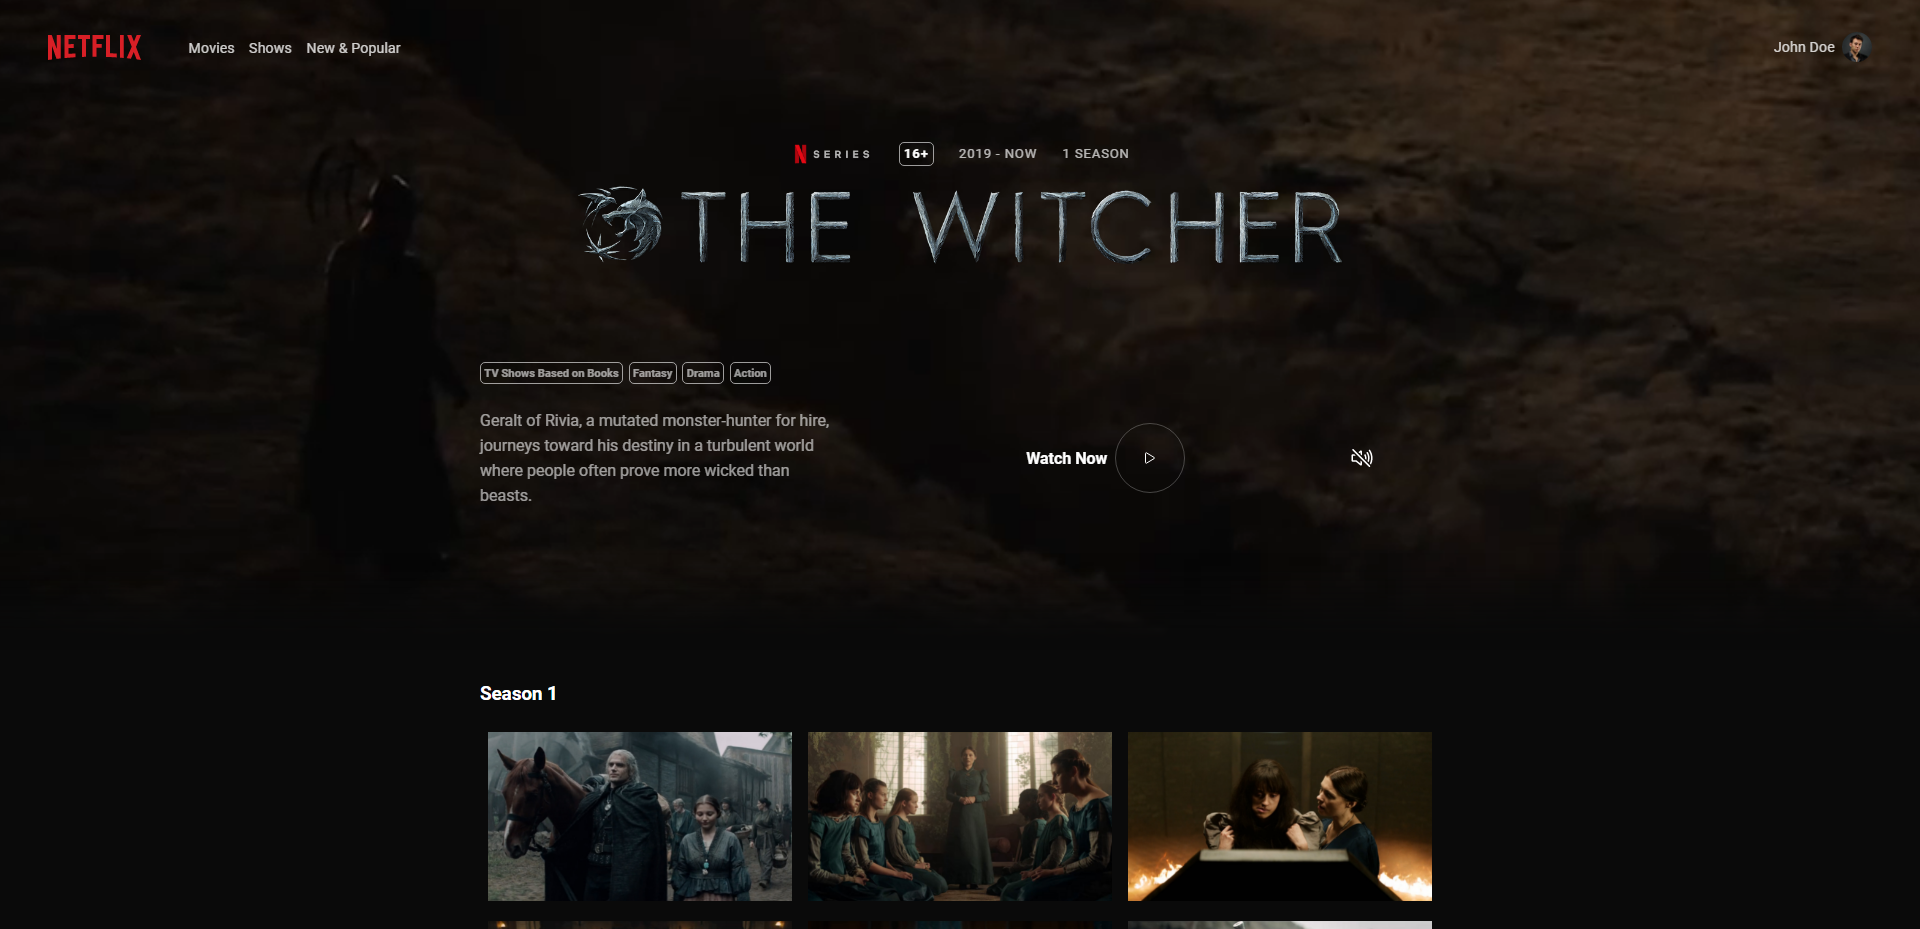 NETFLIX
Movies Shows New & Popular
John Doe
N SERIES 16+ 2019 - NOW 1 SEASON
THE WITCHER
TV Shows Based on Books Fantasy Drama Action
Geralt of Rivia, a mutated monster-hunter for hire,
journeys toward his destiny in a turbulent world
where people often prove more wicked than
beasts.
Watch Now
Season 1